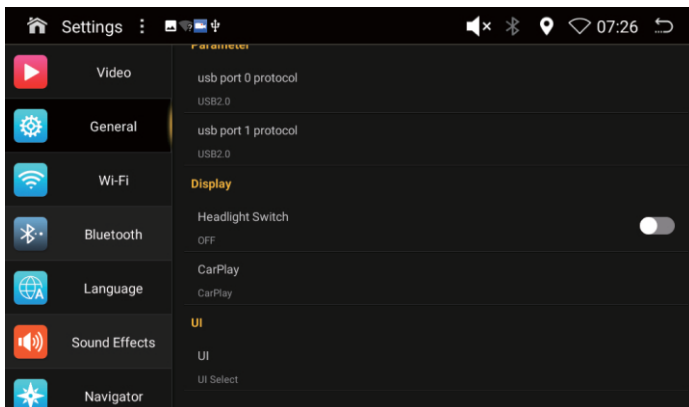 Settings
07:26
Video
General
Wi-Fi
Bluetooth
Language
Sound Effects
Navigator
Parameter
usb port 0 protocol
USB2.0
usb port 1 protocol
USB2.0
Display
Headlight Switch
OFF
CarPlay
CarPlay
UI
UI
UI Select